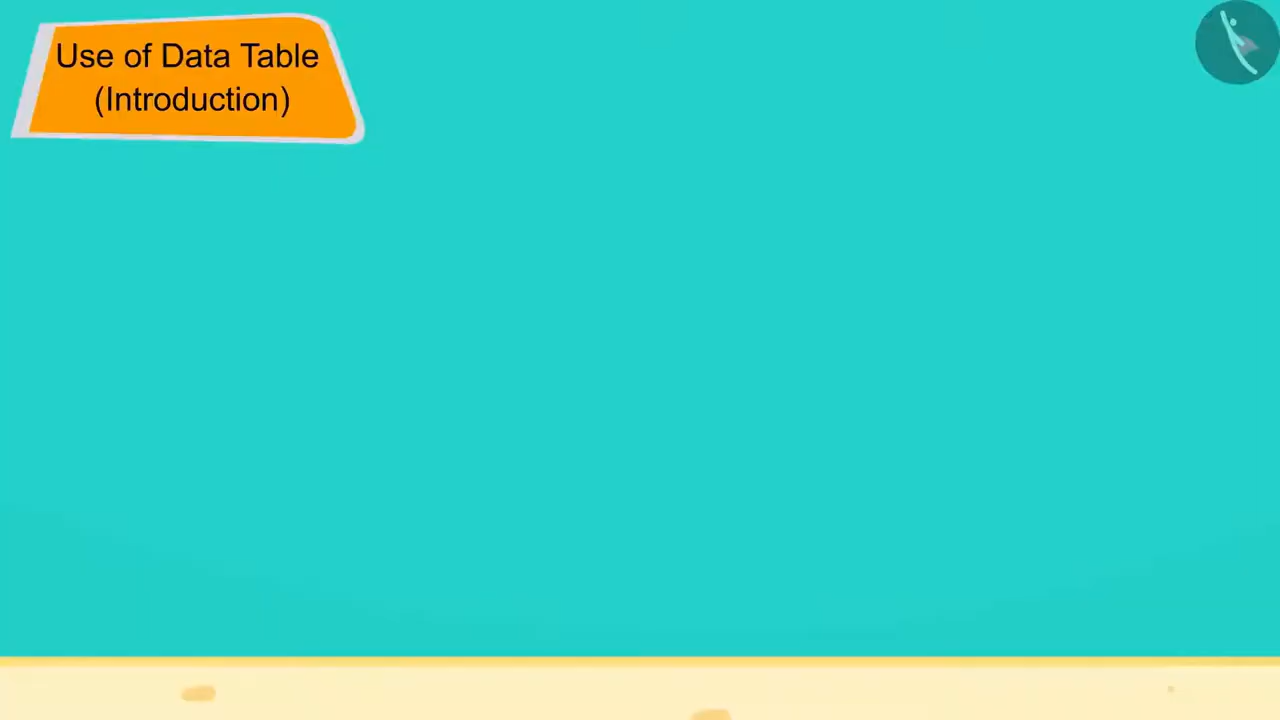 Use of Data Table
(Introduction)